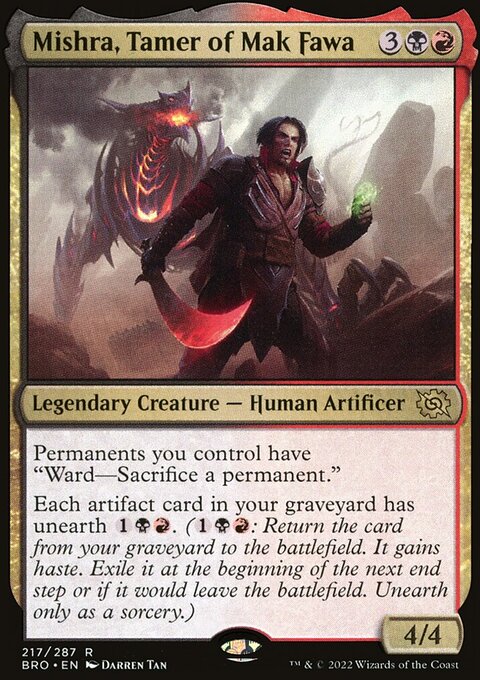 Mishra, Tamer of Mak Fawa 3
Legendary Creature — Human Artificer
Permanents you control have
“Ward—Sacrifice a permanent.”
Each artifact card in your graveyard has
unearth 1. (1: Return the card
from your graveyard to the battlefield. It gains
haste. Exile it at the beginning of the next end
step or if it would leave the battlefield. Unearth
only as a sorcery.)
4/4
217/287 R
BRO • EN Darren Tan
™ & © 2022 Wizards of the Coast